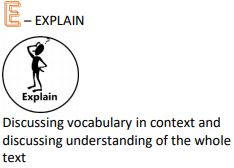 E – EXPLAIN
Explain
Discussing vocabulary in context and
discussing understanding of the whole
text